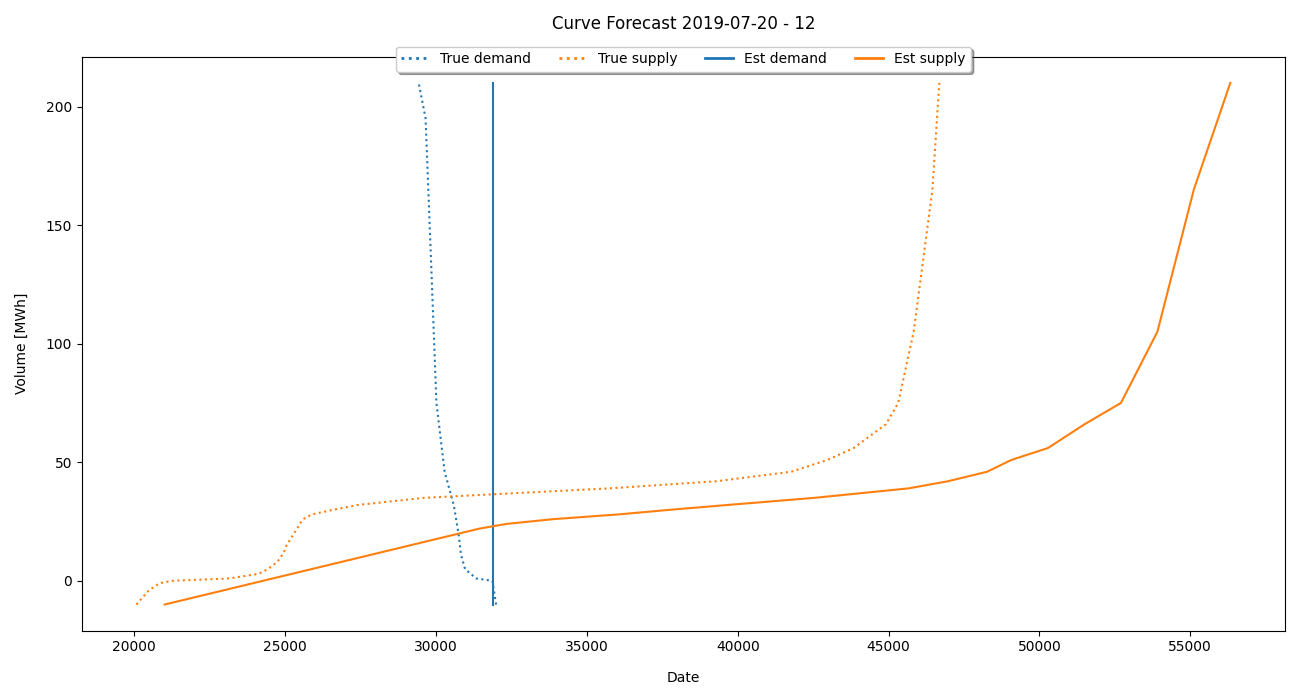 Curve Forecast 2019-07-20 - 12
True demand True supply Est demand Est supply
200
150
100
50
0
Volume [MWh]
20000 25000 30000 35000 40000 45000 50000 55000
Date